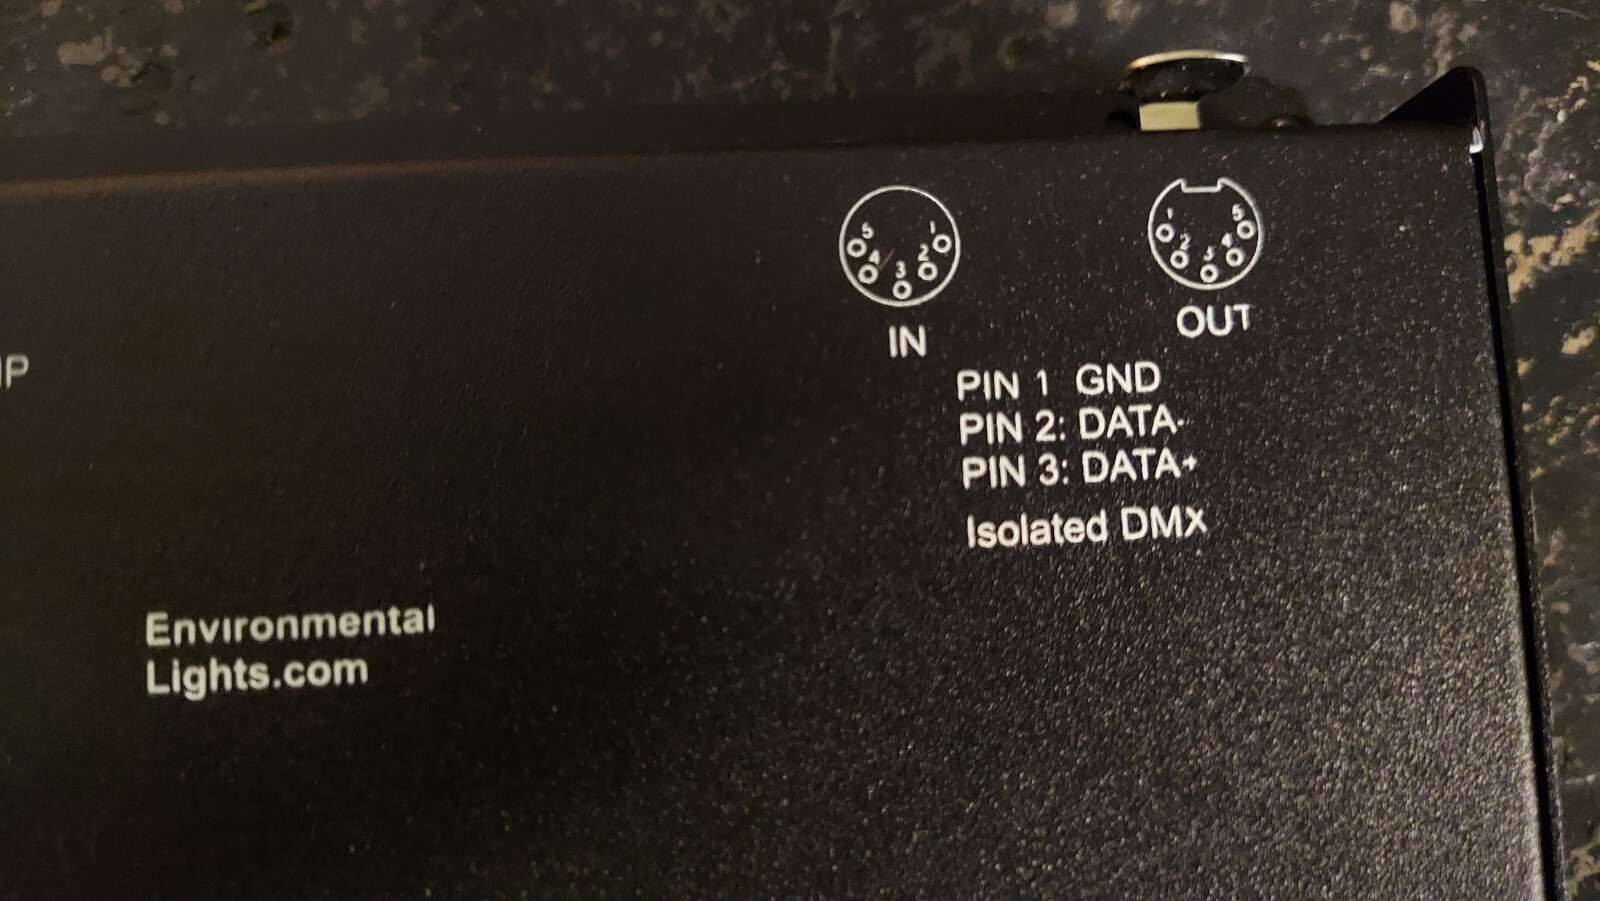 5 4 3 2 1
1 2 3 4 5
IN
OUT
PIN 1 GND
PIN 2: DATA-
PIN 3: DATA+
Isolated DMX
Environmental
Lights.com